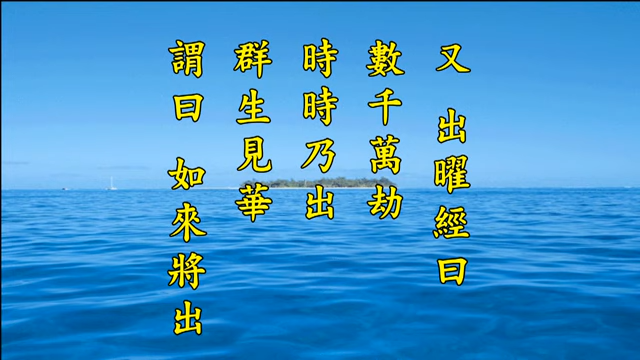 又 出曜經曰
數千萬劫
時時乃出
群生見華
謂曰 如來將出